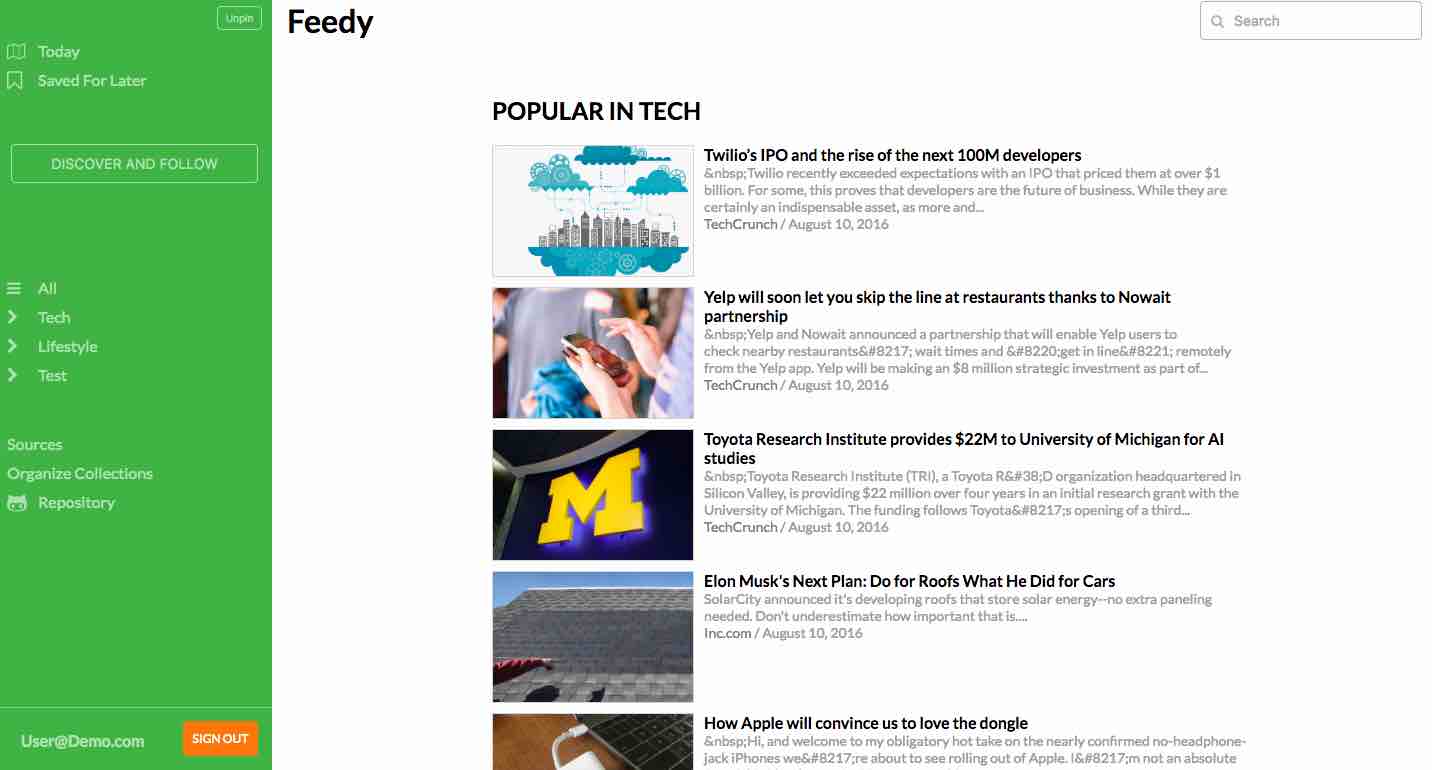 Unpin
Today
Saved For Later
DISCOVER AND FOLLOW
All
Tech
Lifestyle
Test
Sources
Organize Collections
Repository
User@Demo.com
SIGN OUT
Feedy
Search
POPULAR IN TECH
Twilio's IPO and the rise of the next 100M developers
&nbsp;Twilio recently exceeded expectations with an IPO that priced them at over $1
billion. For some, this proves that developers are the future of business. While they are
certainly an indispensable asset, as more and...
TechCrunch / August 10, 2016
Yelp will soon let you skip the line at restaurants thanks to Nowait
partnership
&nbsp;Yelp and Nowait announced a partnership that will enable Yelp users to
check nearby restaurants&#8217; wait times and &#8220;get in line&#8221; remotely
from the Yelp app. Yelp will be making an $8 million strategic investment as part of...
TechCrunch / August 10, 2016
M
Toyota Research Institute provides $22M to University of Michigan for AI
studies
&nbsp;Toyota Research Institute (TRI), a Toyota R&#38;D organization headquartered in
Silicon Valley, is providing $22 million over four years in an initial research grant with the
University of Michigan. The funding follows Toyota&#8217;s opening of a third...
TechCrunch / August 10, 2016
Elon Musk's Next Plan: Do for Roofs What He Did for Cars
SolarCity announced it's developing roofs that store solar energy--no extra paneling
needed. Don't underestimate how important that is....
Inc.com / August 10, 2016
How Apple will convince us to love the dongle
&nbsp;Hi, and welcome to my obligatory hot take on the nearly confirmed no-headphone-
jack iPhones we&#8217;re about to see rolling out of Apple. I&#8217;m not an absolute